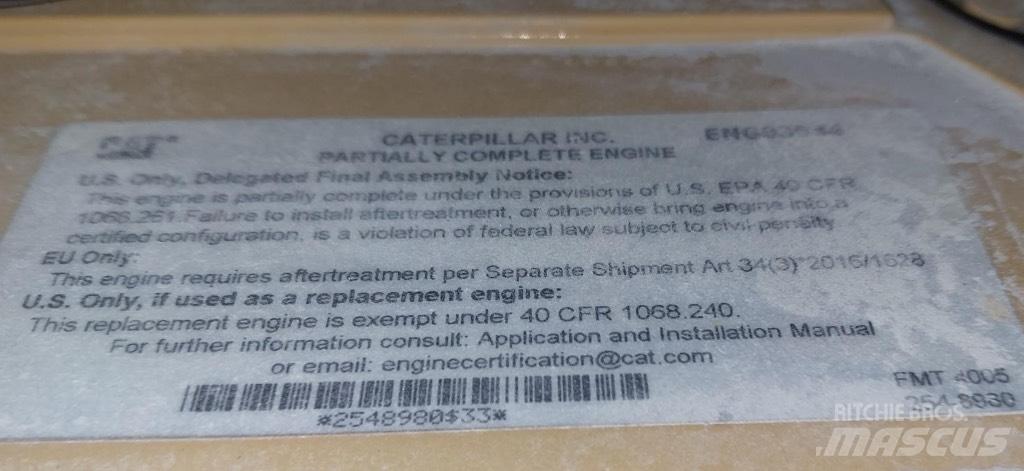 CAT
CATERPILLAR INC.
PARTIALLY COMPLETE ENGINE
U.S. Only, Delegated Final Assembly Notice:
This engine is partially complete under the provisions of U.S. EPA 40 CFR
1068.261. Failure to install aftertreatment, or otherwise bring engine into a
certified configuration, is a violation of federal law subject to civil penalty.
EU Only:
This engine requires aftertreatment per Separate Shipment Art 34(3) 2016/1628
U.S. Only, if used as a replacement engine:
This replacement engine is exempt under 40 CFR 1068.240.
For further information consult: Application and Installation Manual
or email: enginecertification@cat.com
*2548980$33*
FMT 4005
RITCHIE BROS.
MASCUS